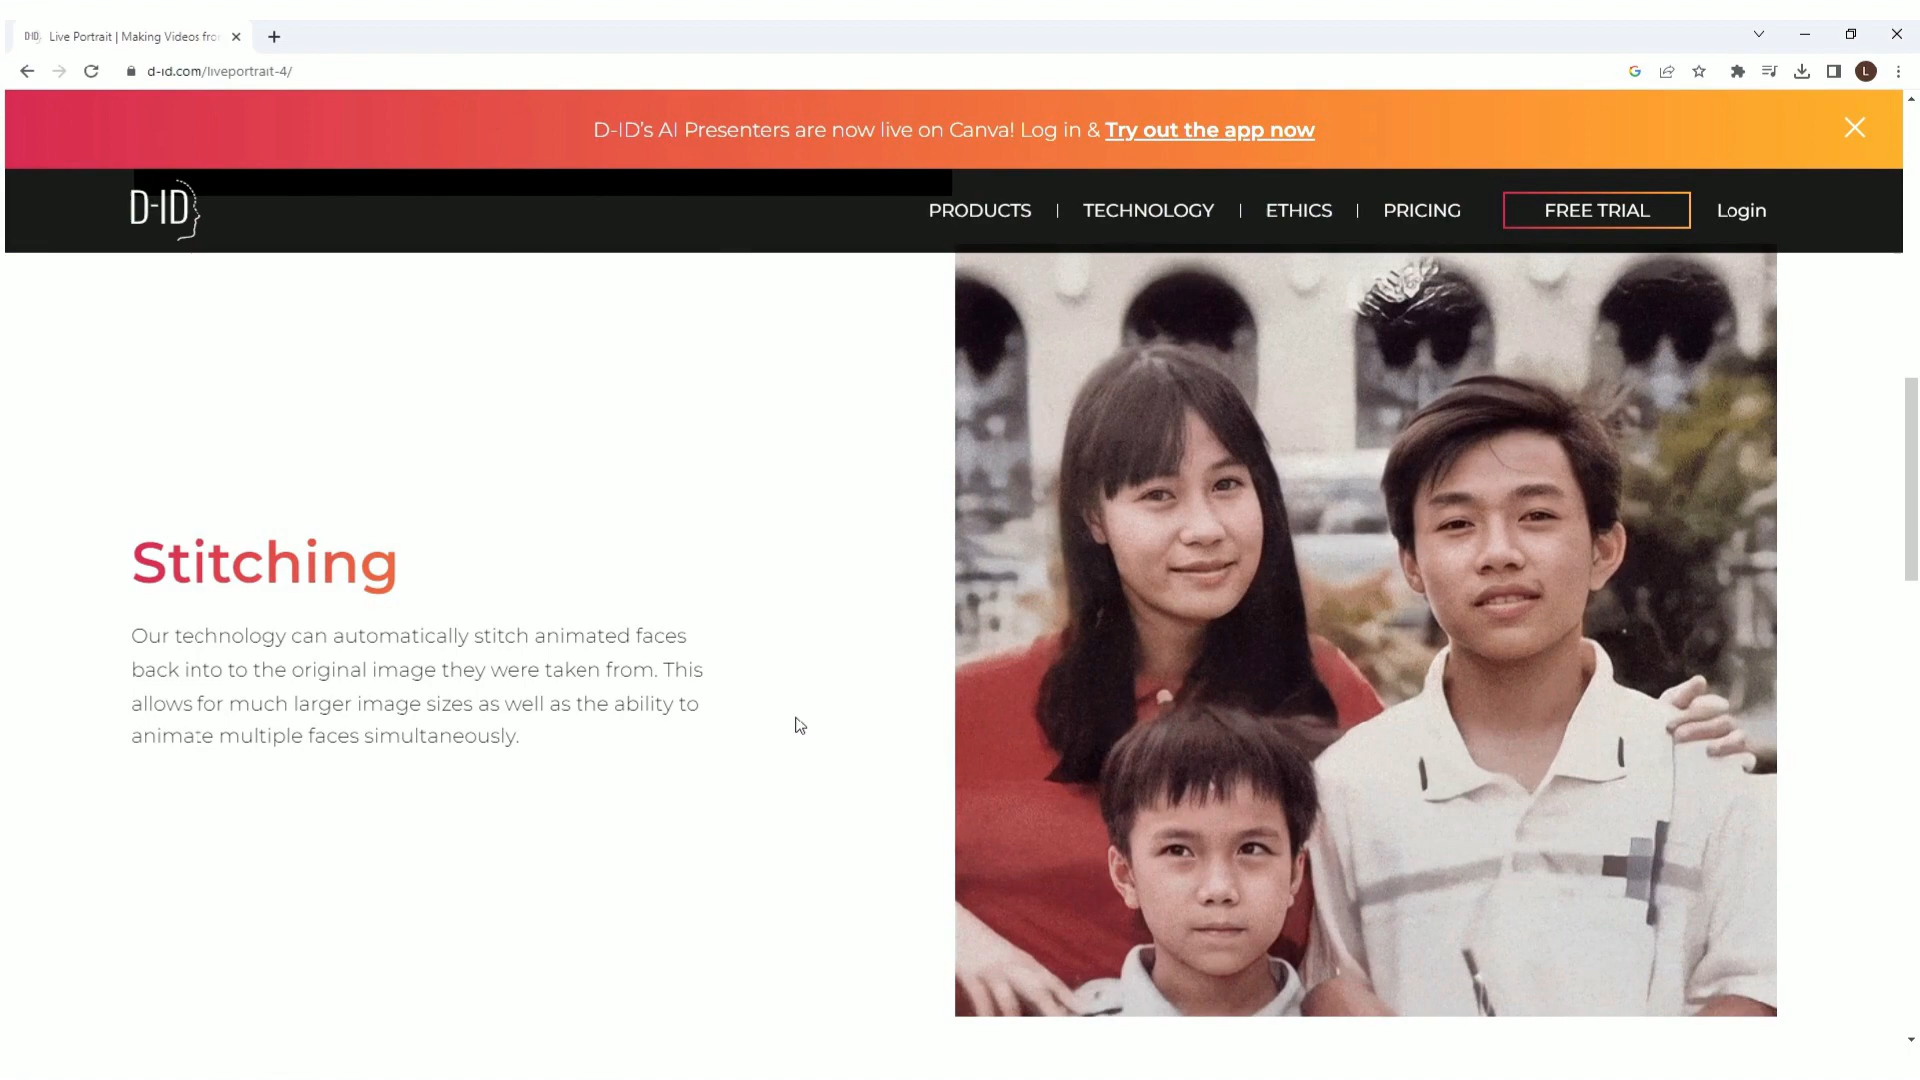 D-ID Live Portrait | Making Videos fro
d-id.com/liveportrait-4/
L
D-ID's AI Presenters are now live on Canva! Log in & Try out the app now
D-ID
PRODUCTS | TECHNOLOGY | ETHICS | PRICING FREE TRIAL Login
Stitching
Our technology can automatically stitch animated faces
back into to the original image they were taken from. This
allows for much larger image sizes as well as the ability to
animate multiple faces simultaneously.